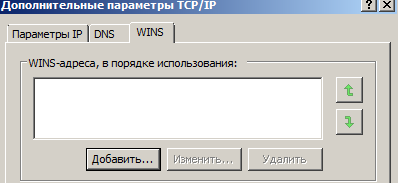 Дополнительные параметры TCP/IP
Параметры IP DNS WINS
WINS-адреса, в порядке использования:
Добавить... Изменить... Удалить